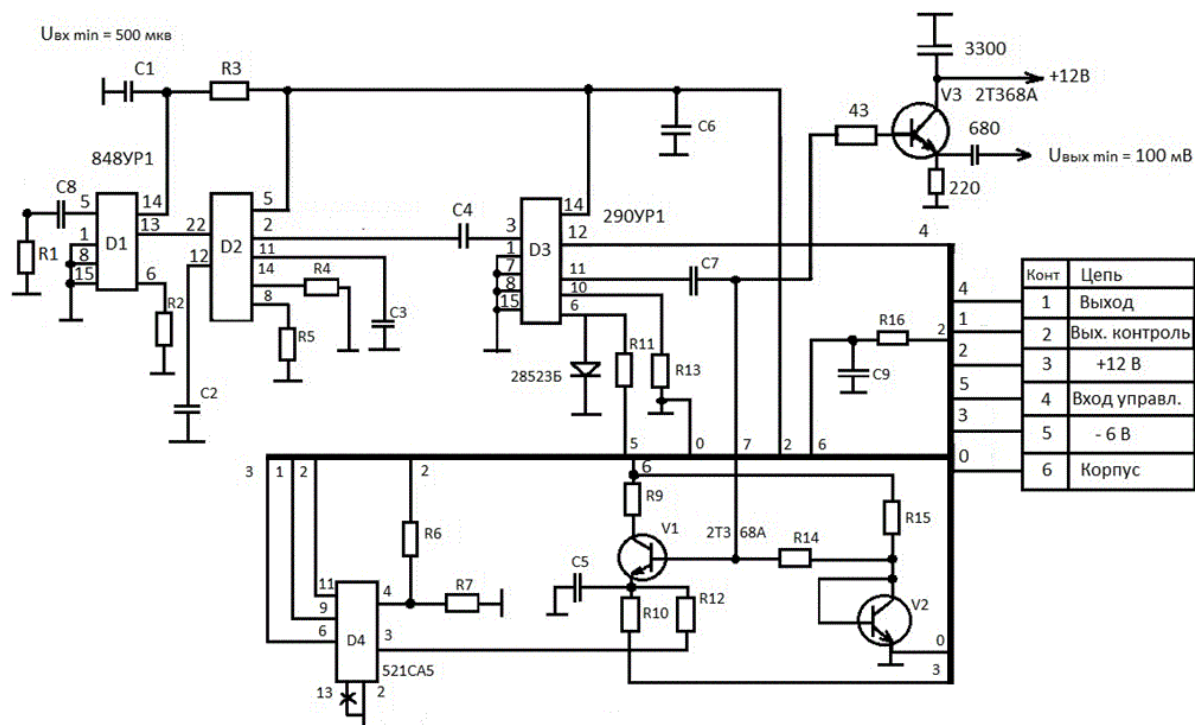 Uвх min = 500 мкв
3300
C1
R3
+12В
V3 2Т368А
43
680
C6
Uвых min = 100 мВ
848УР1
220
C8
5
14
13
22
5
2
C4
3
290УР1
14
12
4
D1
D2
D3
R1
1
8
15
6
12
11
14
8
R4
1
7
8
15
11
10
6
C7
R2
R5
C3
R11
R13
28523Б
C2
R16
2
C9
4
1
2
5
3
0
Конт Цепь
1 Выход
2 Вых. контроль
3 +12 В
4 Вход управл.
5 - 6 В
6 Корпус
5
0
7
2
6
3
1
2
2
6
R9
R15
R6
V1
2Т3 68А
R14
C5
R7
11
4
9
R10
R12
V2
6
D4
3
0
521СА5
3
13
2